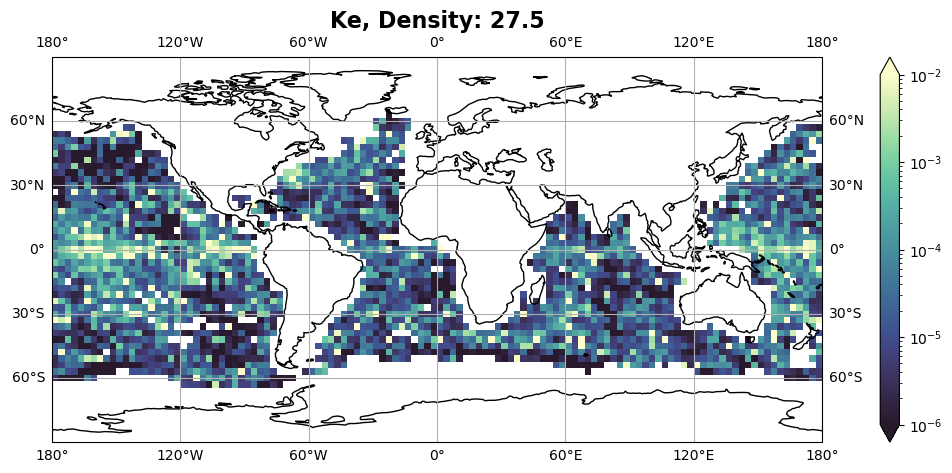 Ke, Density: 27.5
180° 120°W 60°W 0° 60°E 120°E 180°
60°N 60°N
30°N 30°N
0° 0°
30°S 30°S
60°S 60°S
180° 120°W 60°W 0° 60°E 120°E 180°
10⁻²
10⁻³
10⁻⁴
10⁻⁵
10⁻⁶